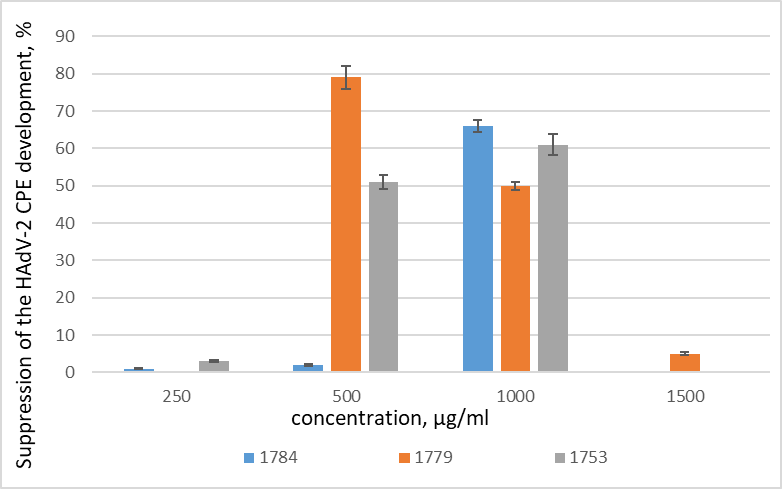 Suppression of the HAdV-2 CPE development, %
90
80
70
60
50
40
30
20
10
0
250 500 1000 1500
concentration, µg/ml
1784 1779 1753